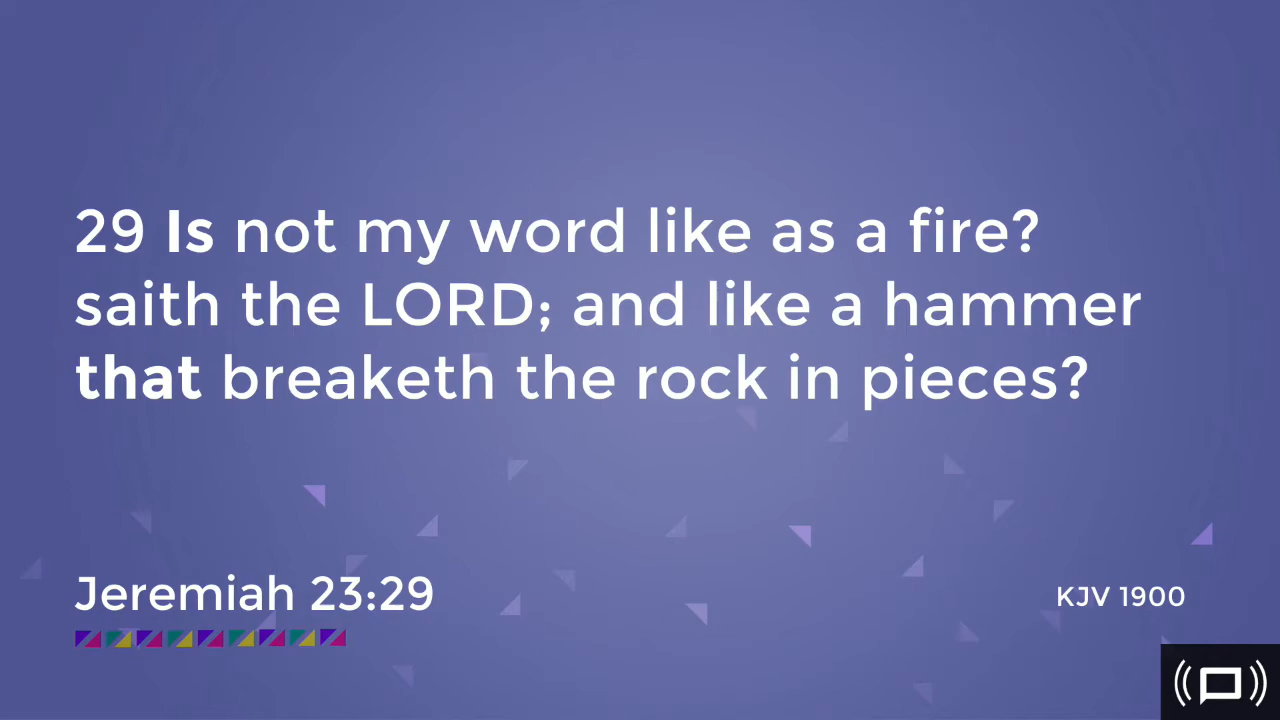 29 Is not my word like as a fire?
saith the LORD; and like a hammer
that breaketh the rock in pieces?
Jeremiah 23:29
KJV 1900